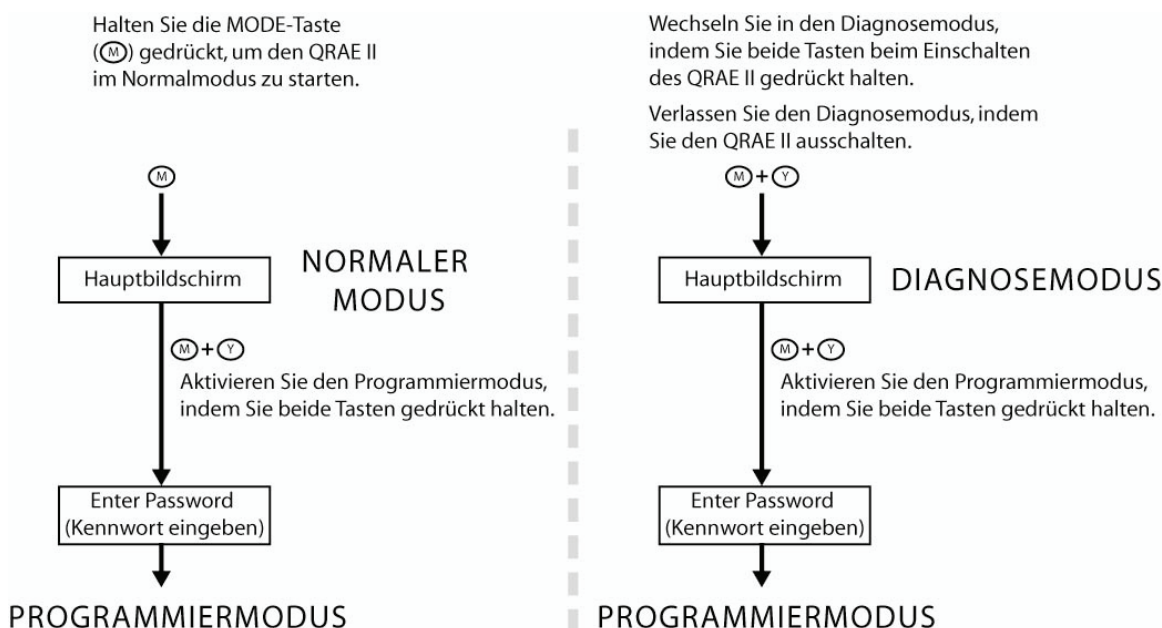 Halten Sie die MODE-Taste
(M) gedrückt, um den QRAE II
im Normalmodus zu starten.
M
Hauptbildschirm
NORMALER
MODUS
M + Y
Aktivieren Sie den Programmiermodus,
indem Sie beide Tasten gedrückt halten.
Enter Password
(Kennwort eingeben)
PROGRAMMIERMODUS
Wechseln Sie in den Diagnosemodus,
indem Sie beide Tasten beim Einschalten
des QRAE II gedrückt halten.
Verlassen Sie den Diagnosemodus, indem
Sie den QRAE II ausschalten.
M + Y
Hauptbildschirm
DIAGNOSEMODUS
M + Y
Aktivieren Sie den Programmiermodus,
indem Sie beide Tasten gedrückt halten.
Enter Password
(Kennwort eingeben)
PROGRAMMIERMODUS